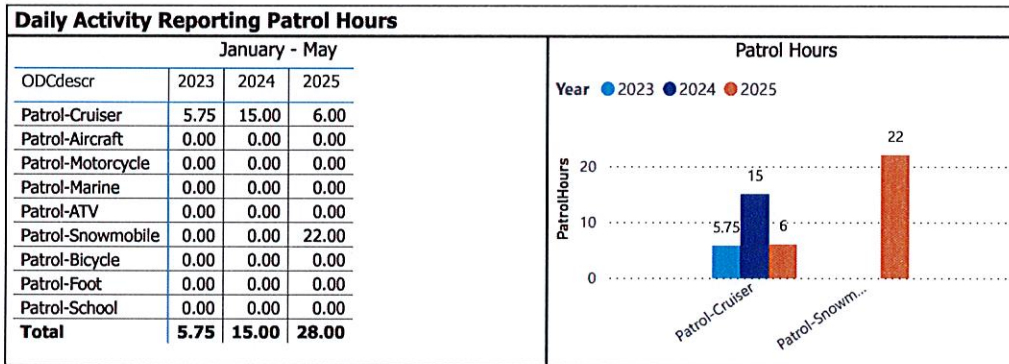 Daily Activity Reporting Patrol Hours
January - May
ODCdescr 2023 2024 2025
Patrol-Cruiser 5.75 15.00 6.00
Patrol-Aircraft 0.00 0.00 0.00
Patrol-Motorcycle 0.00 0.00 0.00
Patrol-Marine 0.00 0.00 0.00
Patrol-ATV 0.00 0.00 0.00
Patrol-Snowmobile 0.00 0.00 22.00
Patrol-Bicycle 0.00 0.00 0.00
Patrol-Foot 0.00 0.00 0.00
Patrol-School 0.00 0.00 0.00
Total 5.75 15.00 28.00
Patrol Hours
Year 2023 2024 2025
PatrolHours
20
10
0
5.75
15
6
22
Patrol-Cruiser
Patrol-Snowm...